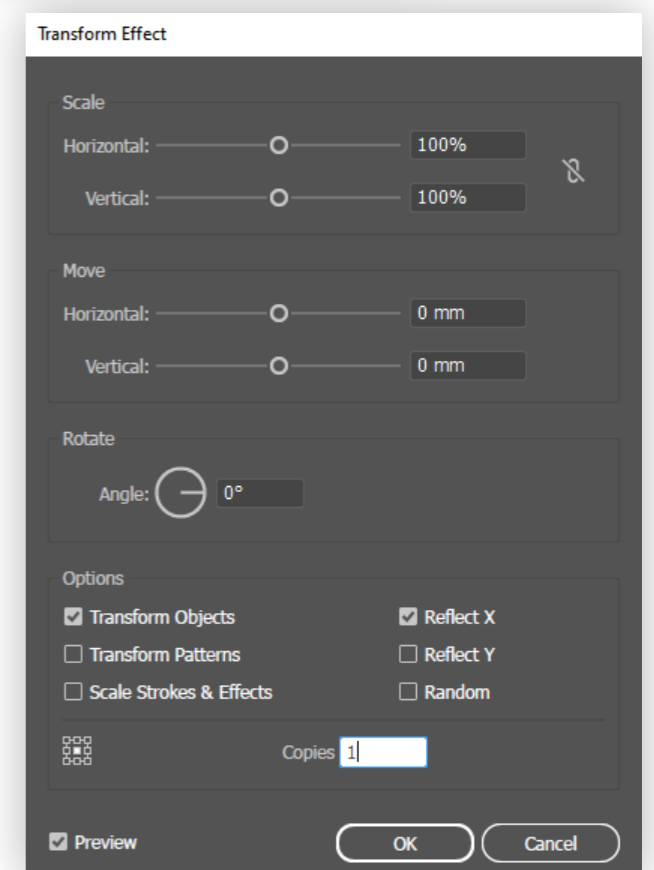 Transform Effect
Scale
Horizontal: 100%
Vertical: 100%
Move
Horizontal: 0 mm
Vertical: 0 mm
Rotate
Angle: 0°
Options
Transform Objects Reflect X
Transform Patterns Reflect Y
Scale Strokes & Effects Random
Copies 1
Preview OK Cancel